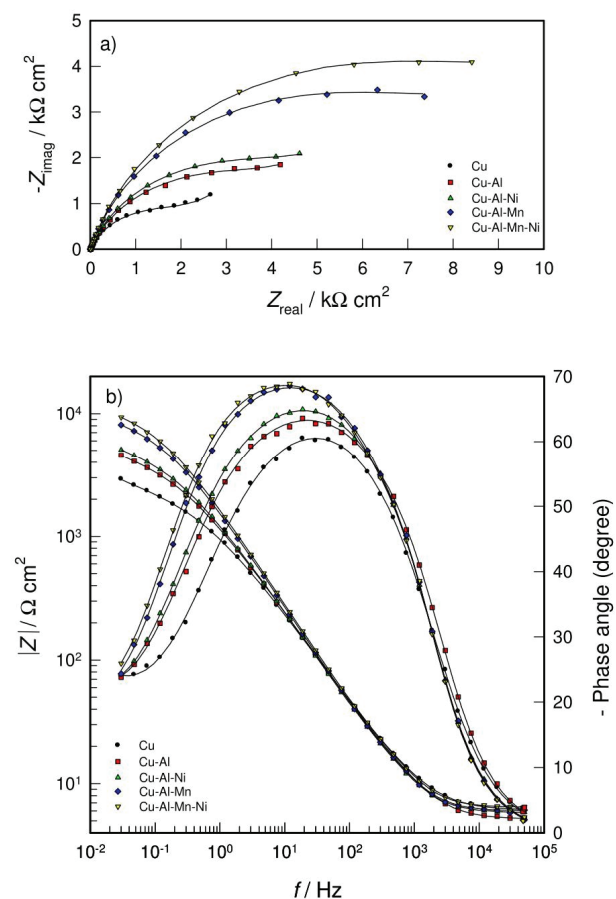 a)
5
4
3
2
1
0
-Z imag / kΩ cm²
Cu
Cu-Al
Cu-Al-Ni
Cu-Al-Mn
Cu-Al-Mn-Ni
0 1 2 3 4 5 6 7 8 9 10
Z real / kΩ cm²
b)
10⁴
10³
10²
10¹
|Z| / Ω cm²
70
60
50
40
30
20
10
0
- Phase angle (degree)
Cu
Cu-Al
Cu-Al-Ni
Cu-Al-Mn
Cu-Al-Mn-Ni
10⁻² 10⁻¹ 10⁰ 10¹ 10² 10³ 10⁴ 10⁵
f / Hz